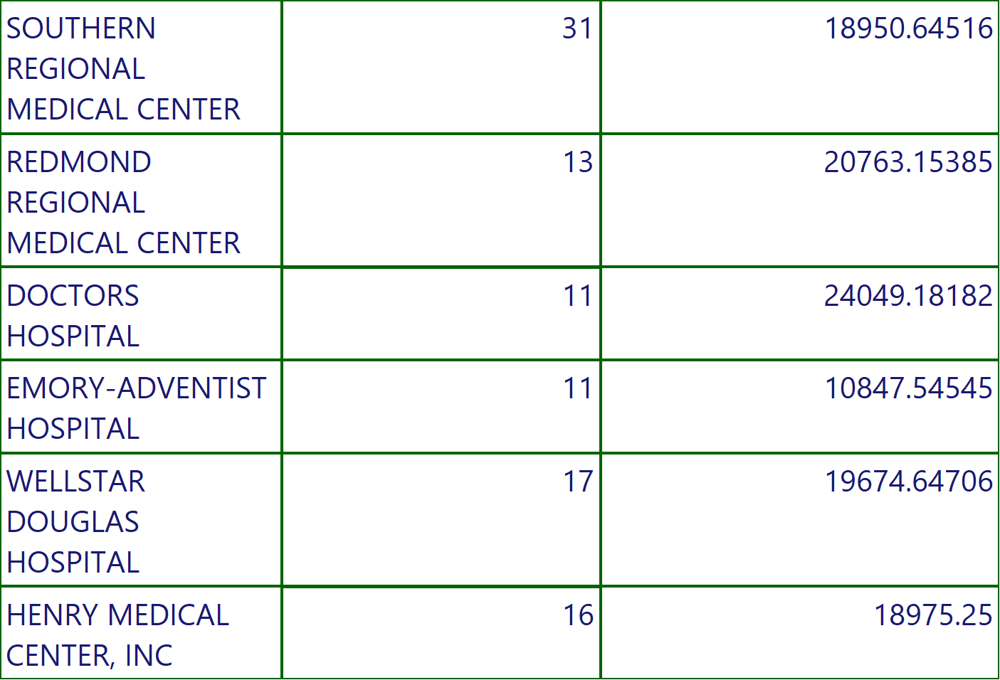 SOUTHERN 31 18950.64516
REGIONAL
MEDICAL CENTER
REDMOND 13 20763.15385
REGIONAL
MEDICAL CENTER
DOCTORS 11 24049.18182
HOSPITAL
EMORY-ADVENTIST 11 10847.54545
HOSPITAL
WELLSTAR 17 19674.64706
DOUGLAS
HOSPITAL
HENRY MEDICAL 16 18975.25
CENTER, INC